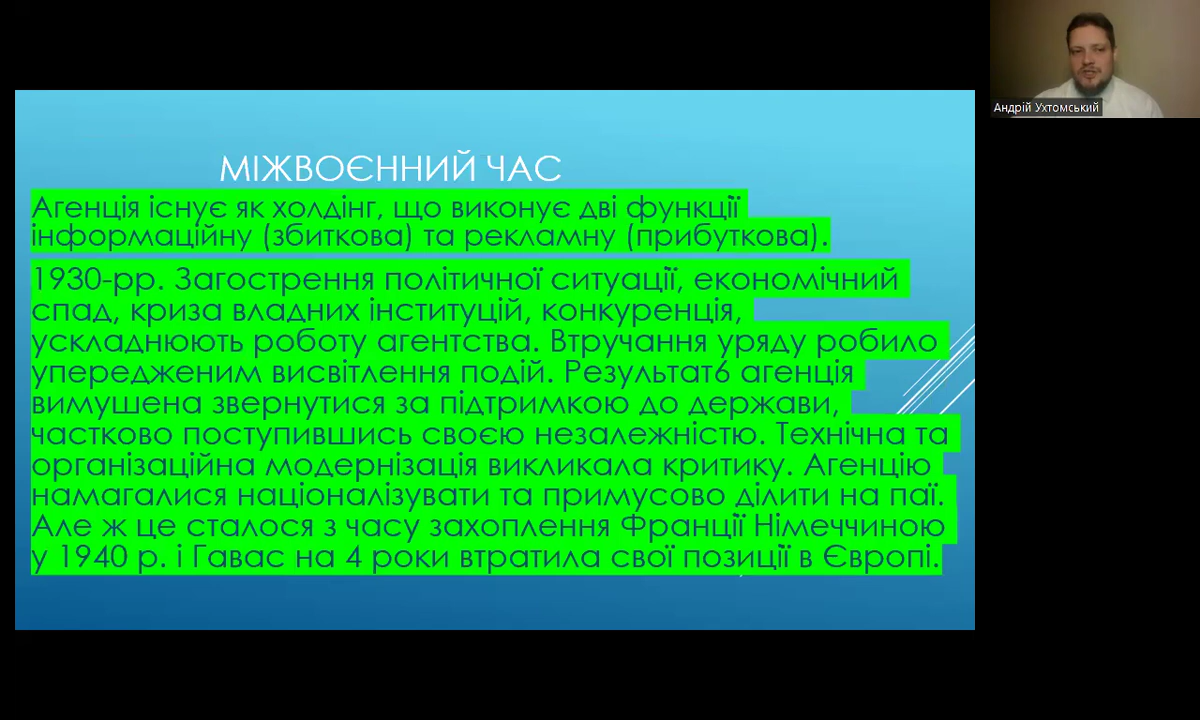 МІЖВОЄННИЙ ЧАС
Агенція існує як холдінг, що виконує дві функції
інформаційну (збиткова) та рекламну (прибуткова).
1930-рр. Загострення політичної ситуації, економічний
спад, криза владних інституцій, конкуренція,
ускладнюють роботу агентства. Втручання уряду робило
упередженим висвітлення подій. Результат6 агенція
вимушена звернутися за підтримкою до держави,
частково поступившись своєю незалежністю. Технічна та
організаційна модернізація викликала критику. Агенцію
намагалися націоналізувати та примусово ділити на паї.
Але ж це сталося з часу захоплення Франції Німеччиною
у 1940 р. і Гавас на 4 роки втратила свої позиції в Європі.
Андрій Ухтомський